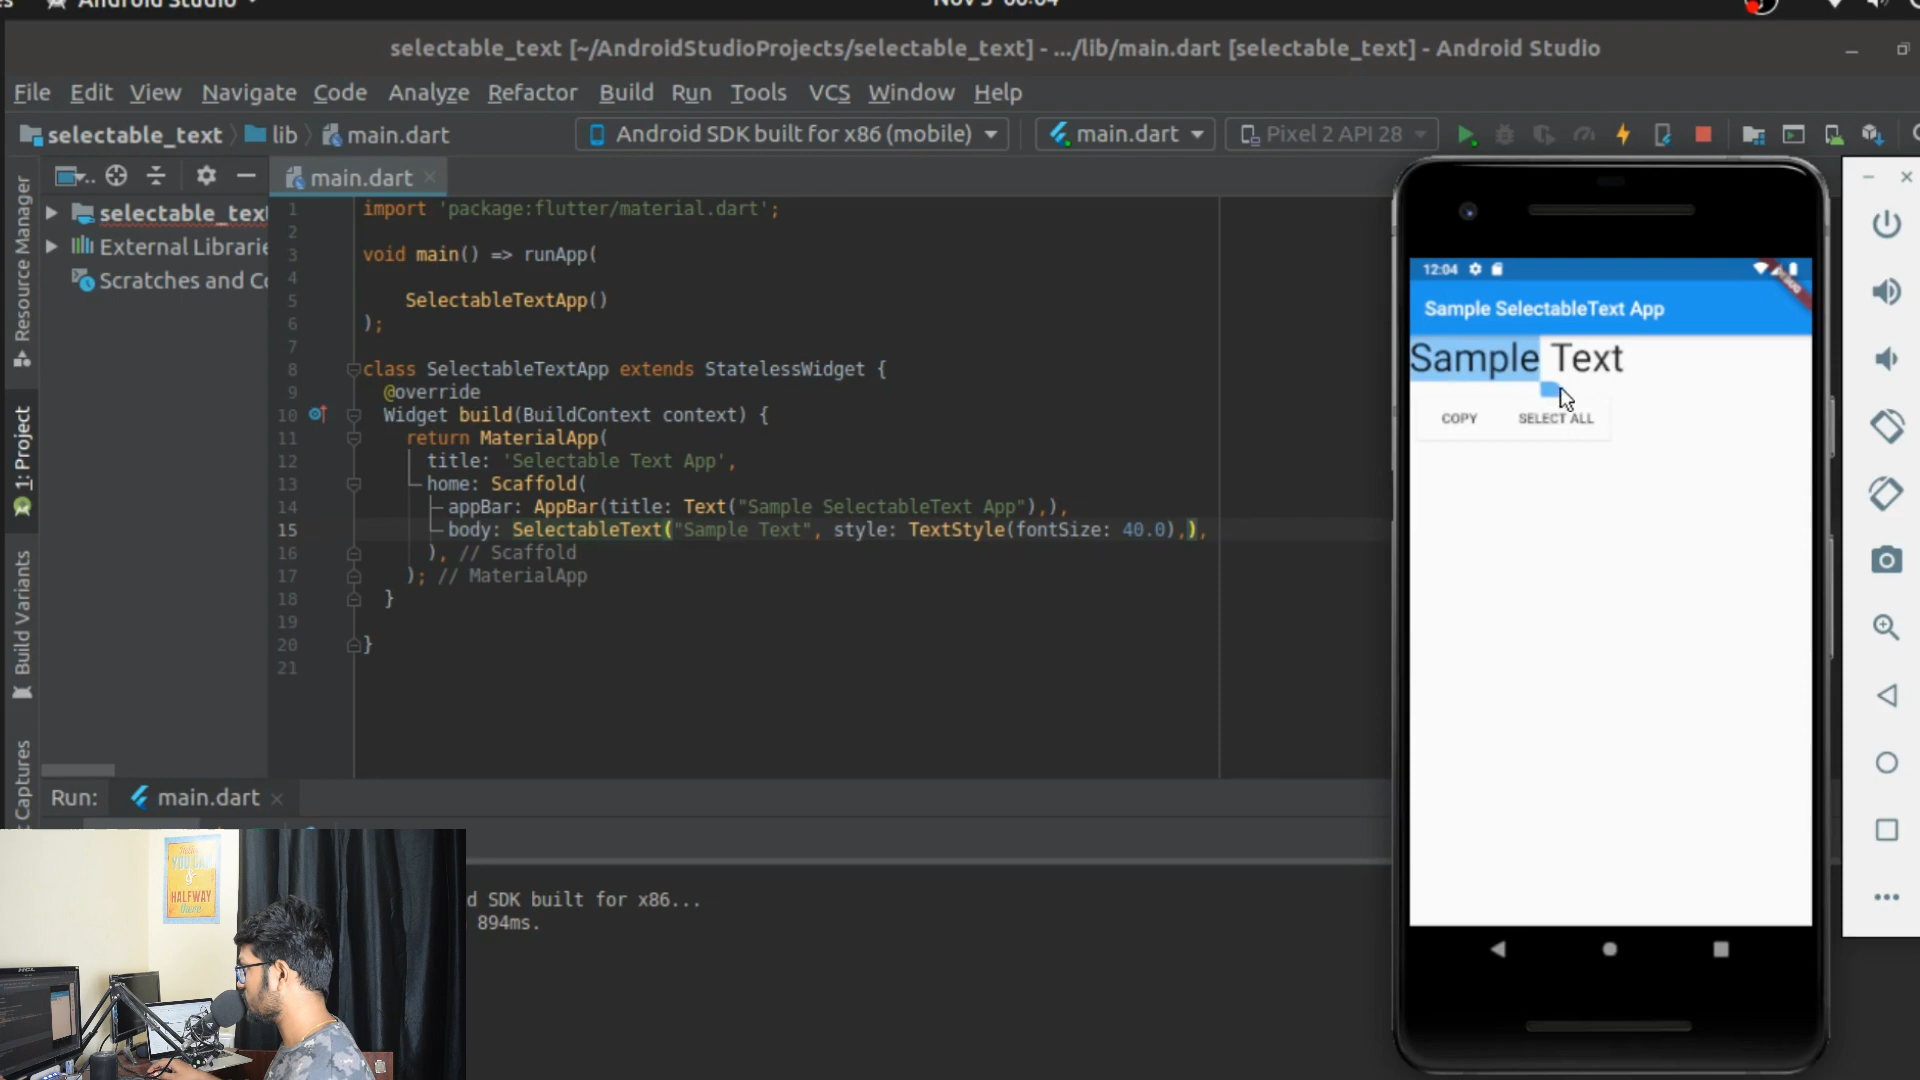 Android Studio
Nov 5 00:04
selectable_text [~/AndroidStudioProjects/selectable_text] - .../lib/main.dart [selectable_text] - Android Studio
File Edit View Navigate Code Analyze Refactor Build Run Tools VCS Window Help
selectable_text lib main.dart Android SDK built for x86 (mobile) main.dart Pixel 2 API 28
main.dart
selectable_text
External Librarie
Scratches and Co
Resource Manager
1: Project
Build Variants
Captures
1 import 'package:flutter/material.dart';
2
3 void main() => runApp(
4
5 SelectableTextApp()
6 );
7
8 class SelectableTextApp extends StatelessWidget {
9 @override
10 Widget build(BuildContext context) {
11 return MaterialApp(
12 title: 'Selectable Text App',
13 home: Scaffold(
14 appBar: AppBar(title: Text("Sample SelectableText App"),),
15 body: SelectableText("Sample Text", style: TextStyle(fontSize: 40.0),),
16 ), // Scaffold
17 ); // MaterialApp
18 }
19
20 }
21
12:04
Sample SelectableText App
Sample Text
COPY SELECT ALL
Run: main.dart
d SDK built for x86...
894ms.
YOU CAN
&
HALFWAY
there
HCL